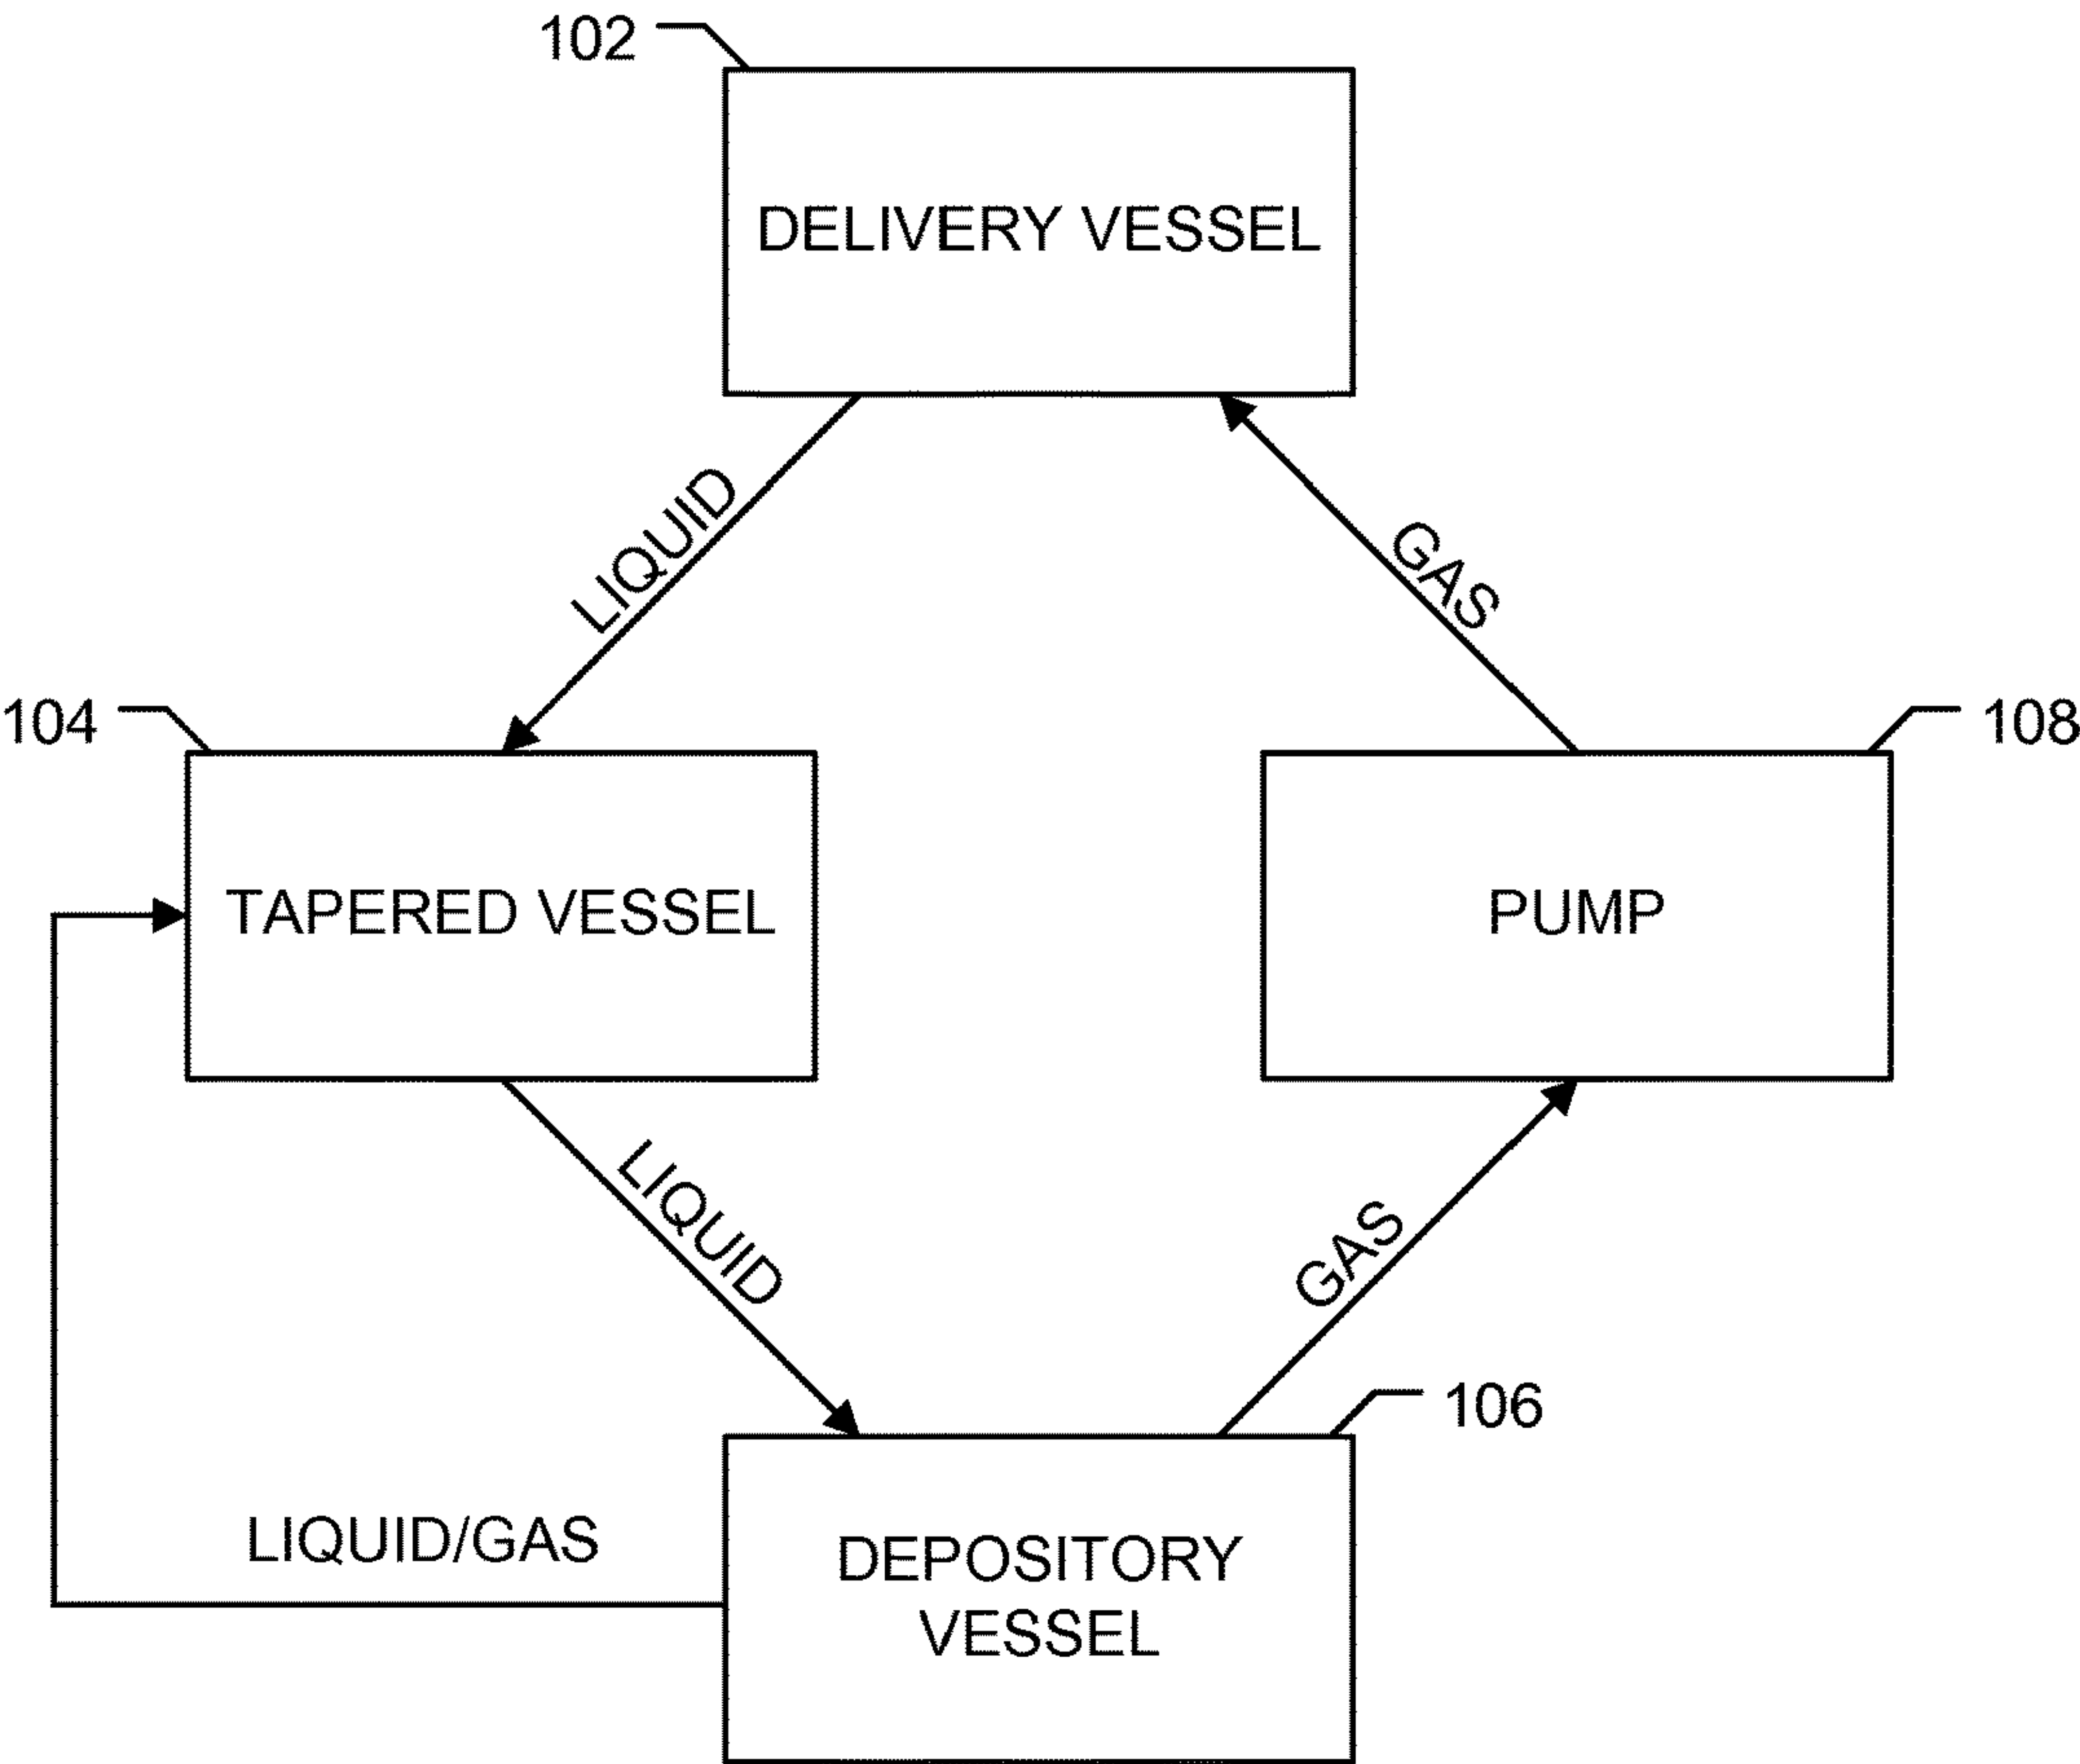 102
DELIVERY VESSEL
LIQUID
GAS
104
108
TAPERED VESSEL
PUMP
LIQUID
GAS
106
LIQUID/GAS
DEPOSITORY
VESSEL